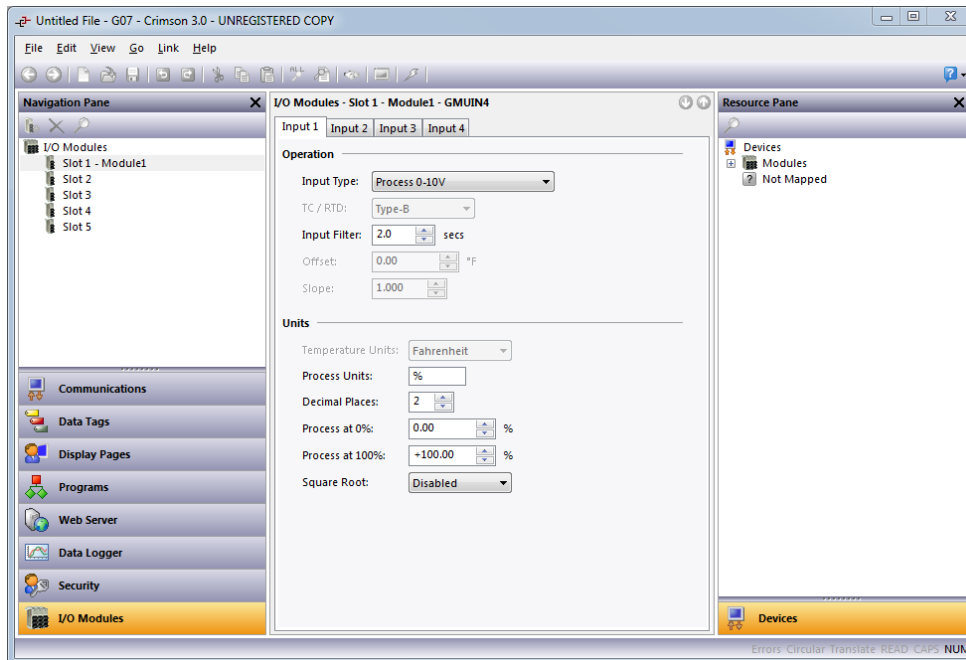 Untitled File - G07 - Crimson 3.0 - UNREGISTERED COPY
File Edit View Go Link Help
Navigation Pane
I/O Modules
Slot 1 - Module1
Slot 2
Slot 3
Slot 4
Slot 5
Communications
Data Tags
Display Pages
Programs
Web Server
Data Logger
Security
I/O Modules
I/O Modules - Slot 1 - Module1 - GMUIN4
Input 1 Input 2 Input 3 Input 4
Operation
Input Type: Process 0-10V
TC / RTD: Type-B
Input Filter: 2.0 secs
Offset: 0.00 °F
Slope: 1.000
Units
Temperature Units: Fahrenheit
Process Units: %
Decimal Places: 2
Process at 0%: 0.00 %
Process at 100%: +100.00 %
Square Root: Disabled
Resource Pane
Devices
Modules
Not Mapped
Devices
Errors Circular Translate READ CAPS NUM